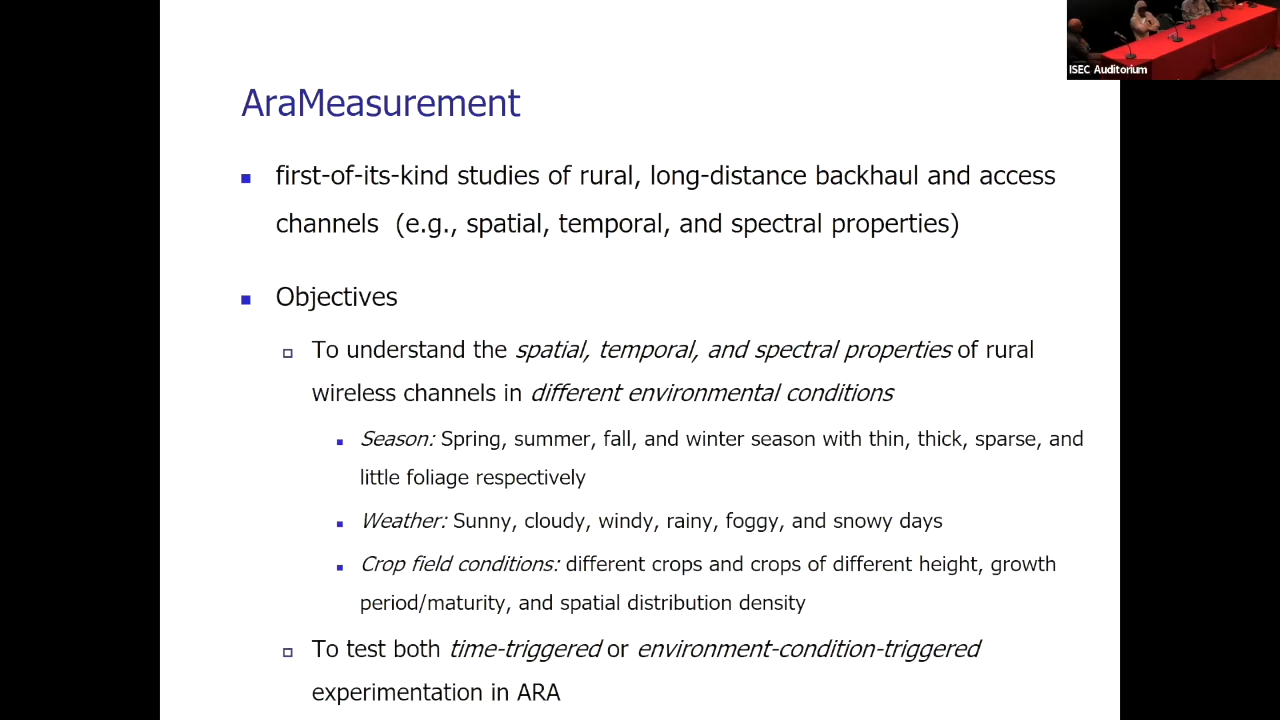 ISEC Auditorium
AraMeasurement
first-of-its-kind studies of rural, long-distance backhaul and access
channels (e.g., spatial, temporal, and spectral properties)
Objectives
To understand the spatial, temporal, and spectral properties of rural
wireless channels in different environmental conditions
Season: Spring, summer, fall, and winter season with thin, thick, sparse, and
little foliage respectively
Weather: Sunny, cloudy, windy, rainy, foggy, and snowy days
Crop field conditions: different crops and crops of different height, growth
period/maturity, and spatial distribution density
To test both time-triggered or environment-condition-triggered
experimentation in ARA